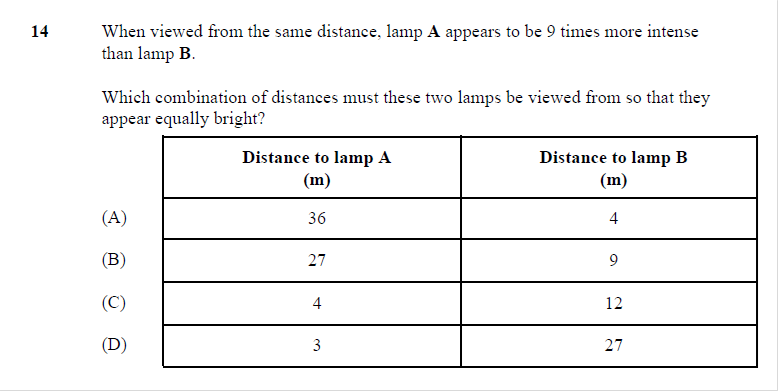 14 When viewed from the same distance, lamp A appears to be 9 times more intense
than lamp B.
Which combination of distances must these two lamps be viewed from so that they
appear equally bright?
Distance to lamp A (m) Distance to lamp B (m)
(A) 36 4
(B) 27 9
(C) 4 12
(D) 3 27